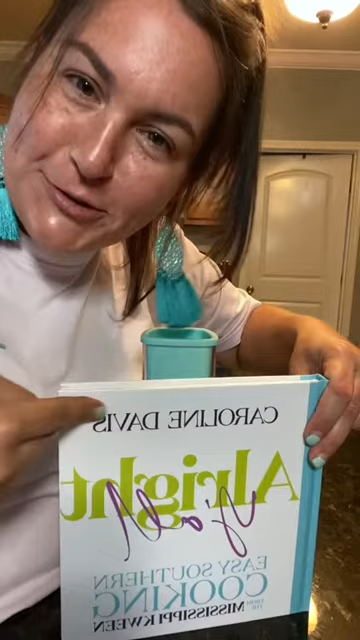 CAROLINE DAVIS
Alright
Y'all
EASY SOUTHERN
COOKING
FROM THE
MISSISSIPPI KWEEN